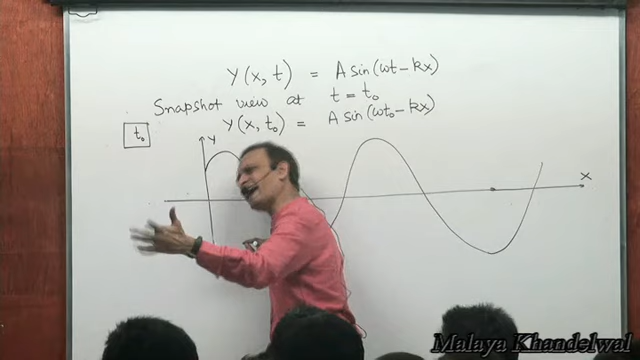 Y(x, t) = A sin(ωt − kx)
Snapshot view at t = t₀
Y(x, t₀) = A sin(ωt₀ − kx)
t₀
Y
X
Malaya Khandelwal